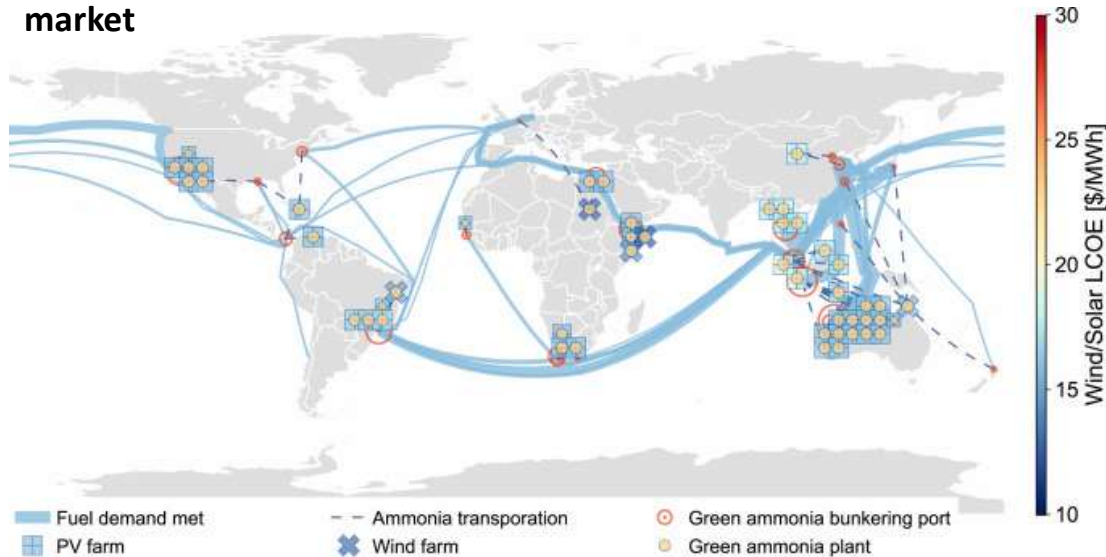 market
30
25
20
15
10
Wind/Solar LCOE [$/MWh]
Fuel demand met
Ammonia transporation
Green ammonia bunkering port
PV farm
Wind farm
Green ammonia plant